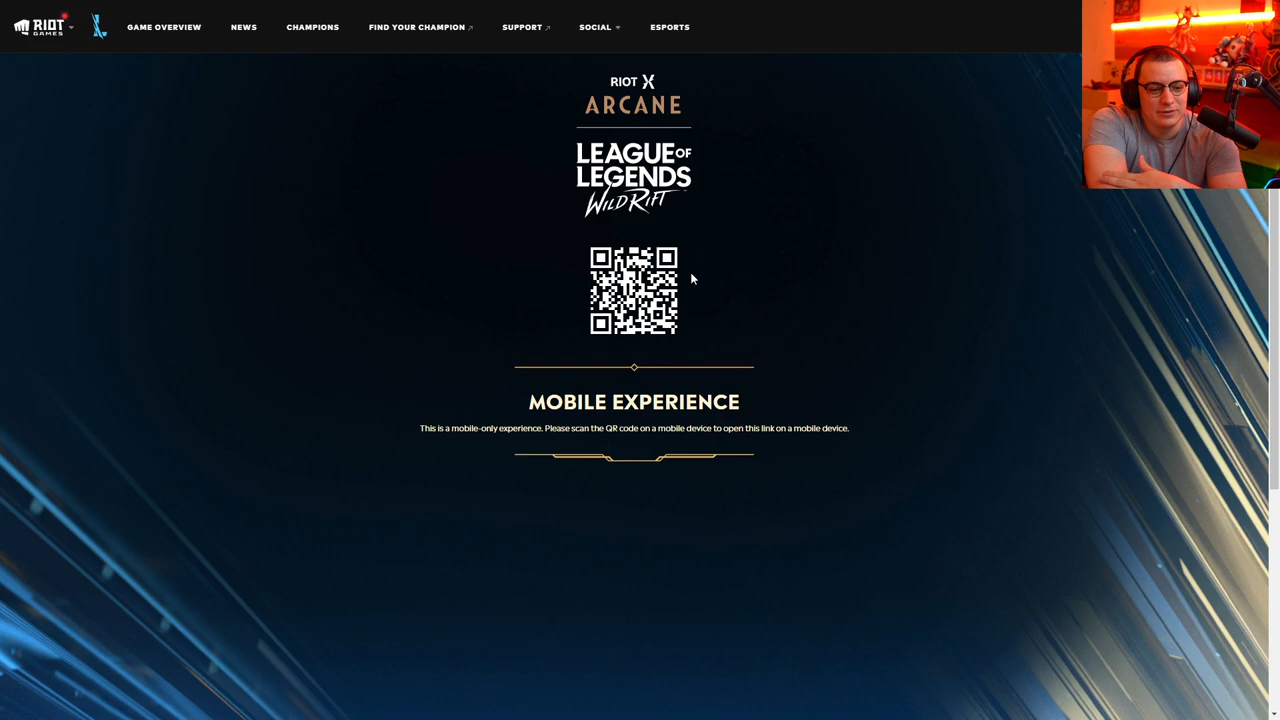 RIOT GAMES
GAME OVERVIEW
NEWS
CHAMPIONS
FIND YOUR CHAMPION
SUPPORT
SOCIAL
ESPORTS
RIOT X
ARCANE
LEAGUE OF
LEGENDS
WILD RIFT
MOBILE EXPERIENCE
This is a mobile-only experience. Please scan the QR code on a mobile device to open this link on a mobile device.